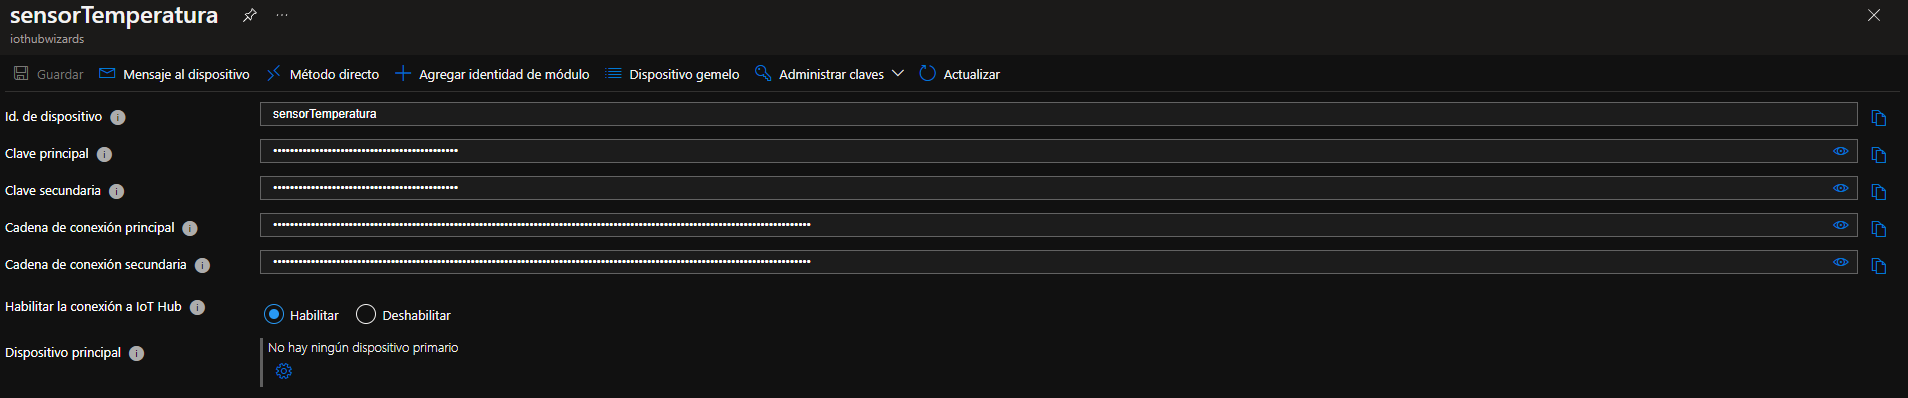 sensorTemperatura
iothubwizards
Guardar Mensaje al dispositivo Método directo Agregar identidad de módulo Dispositivo gemelo Administrar claves Actualizar
Id. de dispositivo sensorTemperatura
Clave principal
Clave secundaria
Cadena de conexión principal
Cadena de conexión secundaria
Habilitar la conexión a IoT Hub Habilitar Deshabilitar
Dispositivo principal No hay ningún dispositivo primario